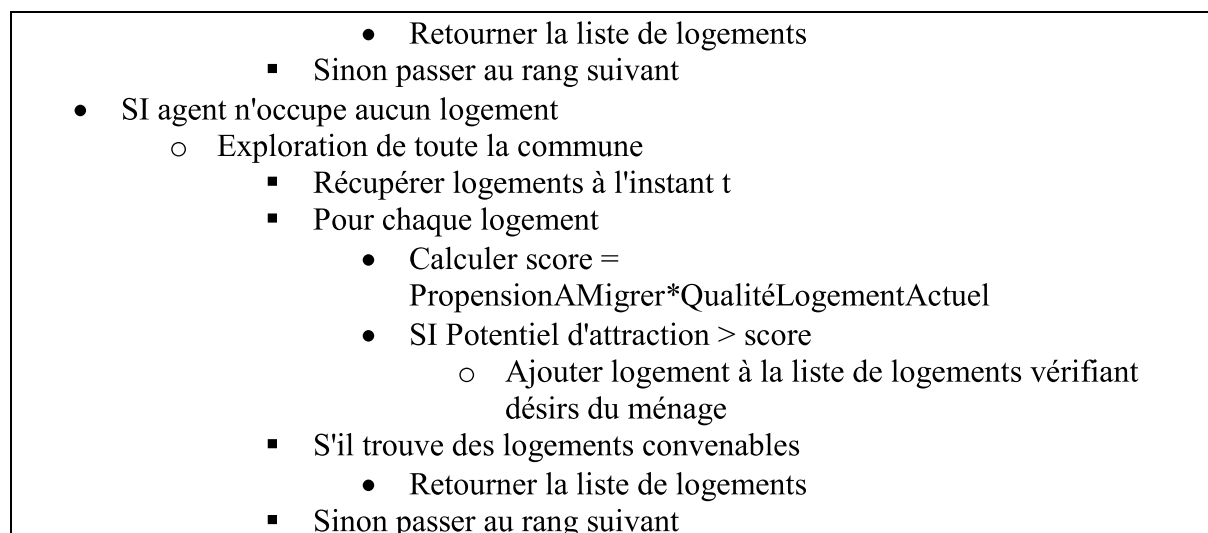 • Retourner la liste de logements
▪ Sinon passer au rang suivant
• SI agent n'occupe aucun logement
o Exploration de toute la commune
▪ Récupérer logements à l'instant t
▪ Pour chaque logement
• Calculer score =
PropensionAMigrer*QualitéLogementActuel
• SI Potentiel d'attraction > score
o Ajouter logement à la liste de logements vérifiant
désirs du ménage
▪ S'il trouve des logements convenables
• Retourner la liste de logements
▪ Sinon passer au rang suivant